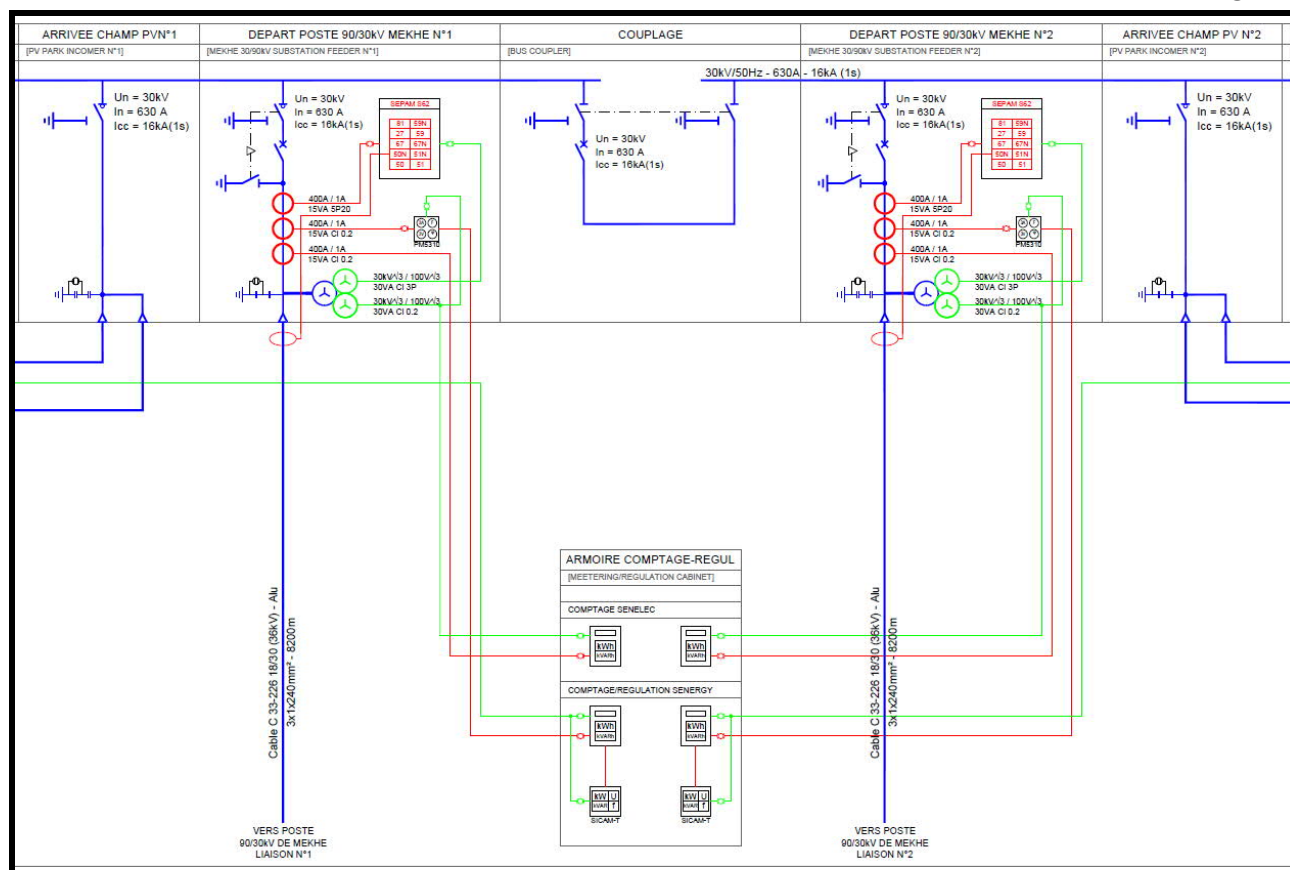 ARRIVEE CHAMP PVN°1
[PV PARK INCOMER N°1]
DEPART POSTE 90/30kV MEKHE N°1
[MEKHE 30/90kV SUBSTATION FEEDER N°1]
COUPLAGE
[BUS COUPLER]
DEPART POSTE 90/30kV MEKHE N°2
[MEKHE 30/90kV SUBSTATION FEEDER N°2]
ARRIVEE CHAMP PV N°2
[PV PARK INCOMER N°2]
30kV/50Hz - 630A - 16kA (1s)
Un = 30kV
In = 630 A
Icc = 16kA(1s)
Un = 30kV
In = 630 A
Icc = 16kA(1s)
SEPAM S62
81 59N
27 59
67 67N
50N 51N
50 51
400A / 1A
15VA 5P20
400A / 1A
15VA Cl 0.2
400A / 1A
15VA Cl 0.2
PM5310
30kV/√3 / 100V/√3
30VA Cl 3P
30kV/√3 / 100V/√3
30VA Cl 0.2
Un = 30kV
In = 630 A
Icc = 16kA(1s)
Un = 30kV
In = 630 A
Icc = 16kA(1s)
SEPAM S62
81 59N
27 59
67 67N
50N 51N
50 51
400A / 1A
15VA 5P20
400A / 1A
15VA Cl 0.2
400A / 1A
15VA Cl 0.2
PM5310
30kV/√3 / 100V/√3
30VA Cl 3P
30kV/√3 / 100V/√3
30VA Cl 0.2
Un = 30kV
In = 630 A
Icc = 16kA(1s)
Cable C 33-226 18/30 (36kV) - Alu
3x1x240mm² - 8200m
VERS POSTE
90/30kV DE MEKHE
LIAISON N°1
ARMOIRE COMPTAGE-REGUL
[MEETERING/REGULATION CABINET]
COMPTAGE SENELEC
kWh
kVARh
kWh
kVARh
COMPTAGE/REGULATION SENERGY
kWh
kVARh
kWh
kVARh
kW U
kVAR f
SICAM-T
kW U
kVAR f
SICAM-T
Cable C 33-226 18/30 (36kV) - Alu
3x1x240mm² - 8200m
VERS POSTE
90/30kV DE MEKHE
LIAISON N°2